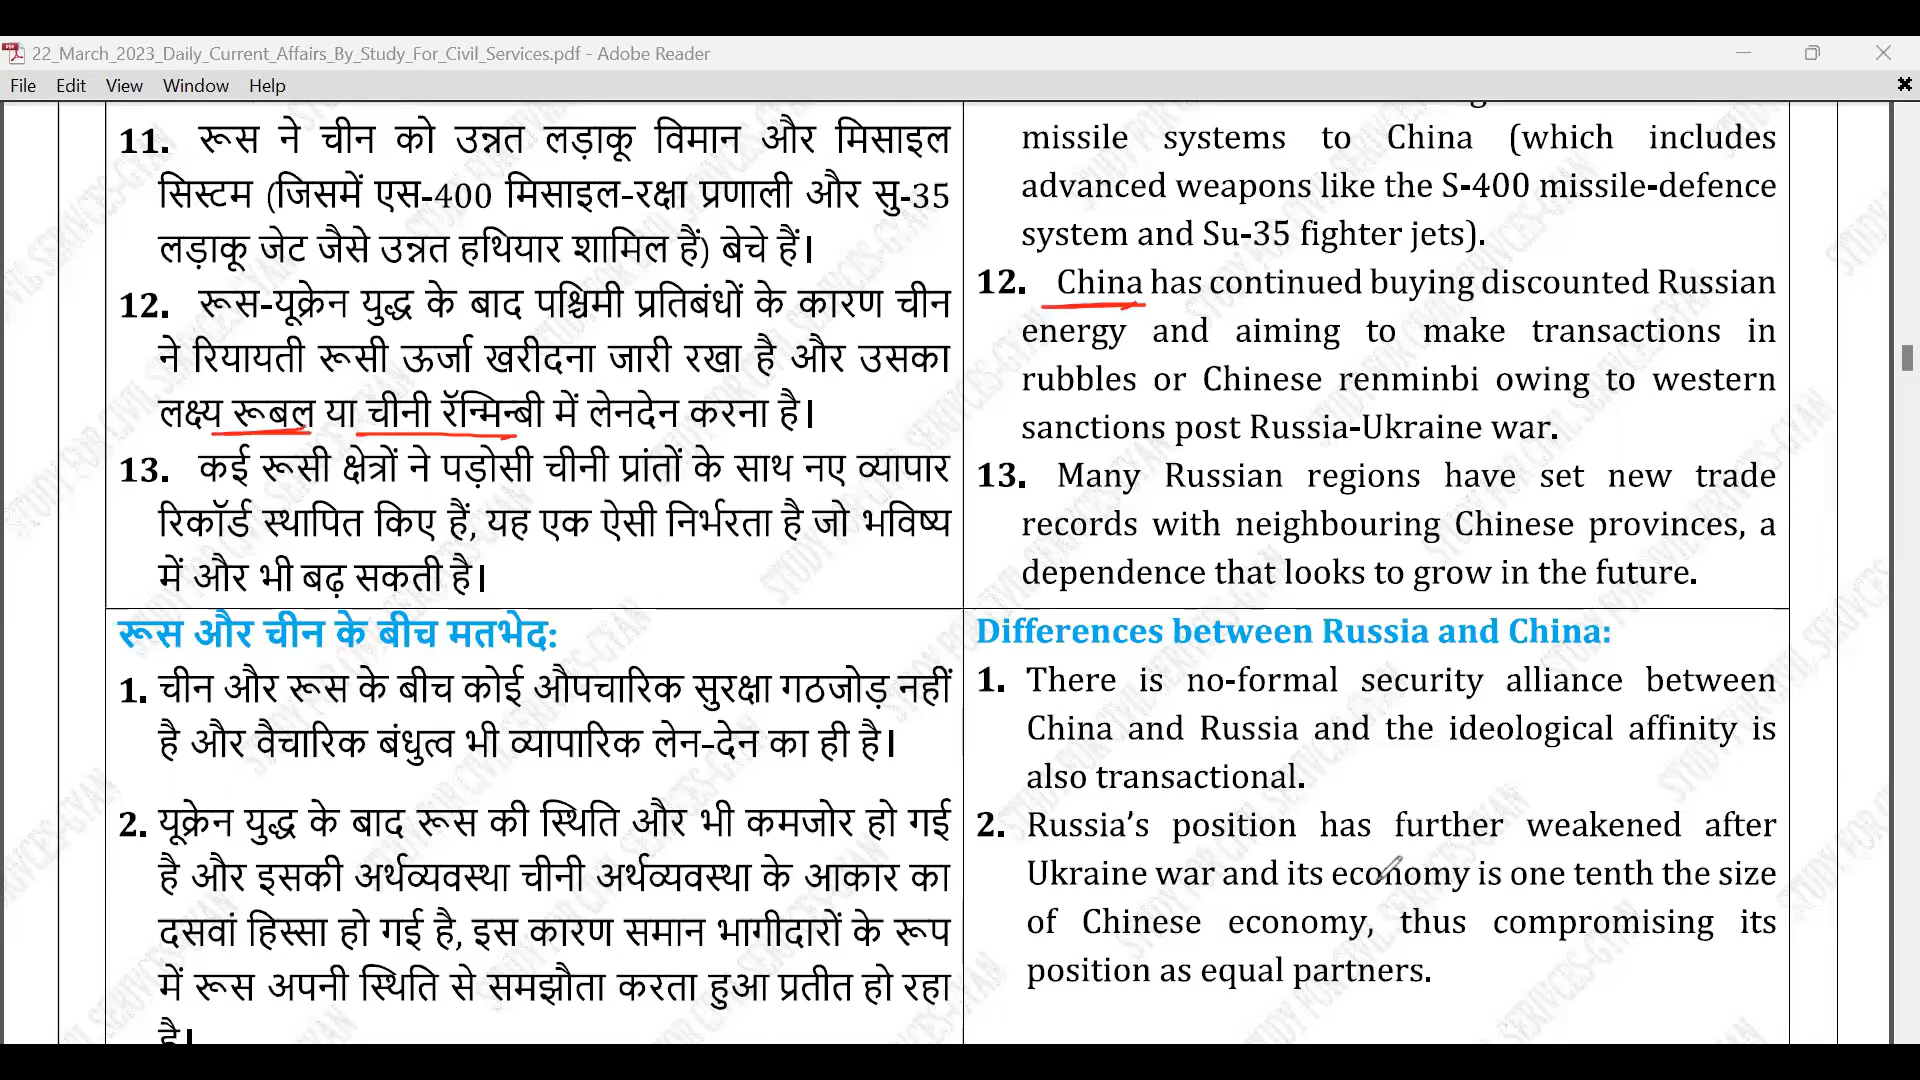 22_March_2023_Daily_Current_Affairs_By_Study_For_Civil_Services.pdf - Adobe Reader
File Edit View Window Help
11. रूस ने चीन को उन्नत लड़ाकू विमान और मिसाइल
सिस्टम (जिसमें एस-400 मिसाइल-रक्षा प्रणाली और सु-35
लड़ाकू जेट जैसे उन्नत हथियार शामिल हैं) बेचे हैं।
12. रूस-यूक्रेन युद्ध के बाद पश्चिमी प्रतिबंधों के कारण चीन
ने रियायती रूसी ऊर्जा खरीदना जारी रखा है और उसका
लक्ष्य रूबल या चीनी रॅन्मिन्बी में लेनदेन करना है।
13. कई रूसी क्षेत्रों ने पड़ोसी चीनी प्रांतों के साथ नए व्यापार
रिकॉर्ड स्थापित किए हैं, यह एक ऐसी निर्भरता है जो भविष्य
में और भी बढ़ सकती है।
missile systems to China (which includes
advanced weapons like the S-400 missile-defence
system and Su-35 fighter jets).
12. China has continued buying discounted Russian
energy and aiming to make transactions in
rubbles or Chinese renminbi owing to western
sanctions post Russia-Ukraine war.
13. Many Russian regions have set new trade
records with neighbouring Chinese provinces, a
dependence that looks to grow in the future.
रूस और चीन के बीच मतभेद:
1. चीन और रूस के बीच कोई औपचारिक सुरक्षा गठजोड़ नहीं
है और वैचारिक बंधुत्व भी व्यापारिक लेन-देन का ही है।
2. यूक्रेन युद्ध के बाद रूस की स्थिति और भी कमजोर हो गई
है और इसकी अर्थव्यवस्था चीनी अर्थव्यवस्था के आकार का
दसवां हिस्सा हो गई है, इस कारण समान भागीदारों के रूप
में रूस अपनी स्थिति से समझौता करता हुआ प्रतीत हो रहा
है।
Differences between Russia and China:
1. There is no-formal security alliance between
China and Russia and the ideological affinity is
also transactional.
2. Russia’s position has further weakened after
Ukraine war and its economy is one tenth the size
of Chinese economy, thus compromising its
position as equal partners.